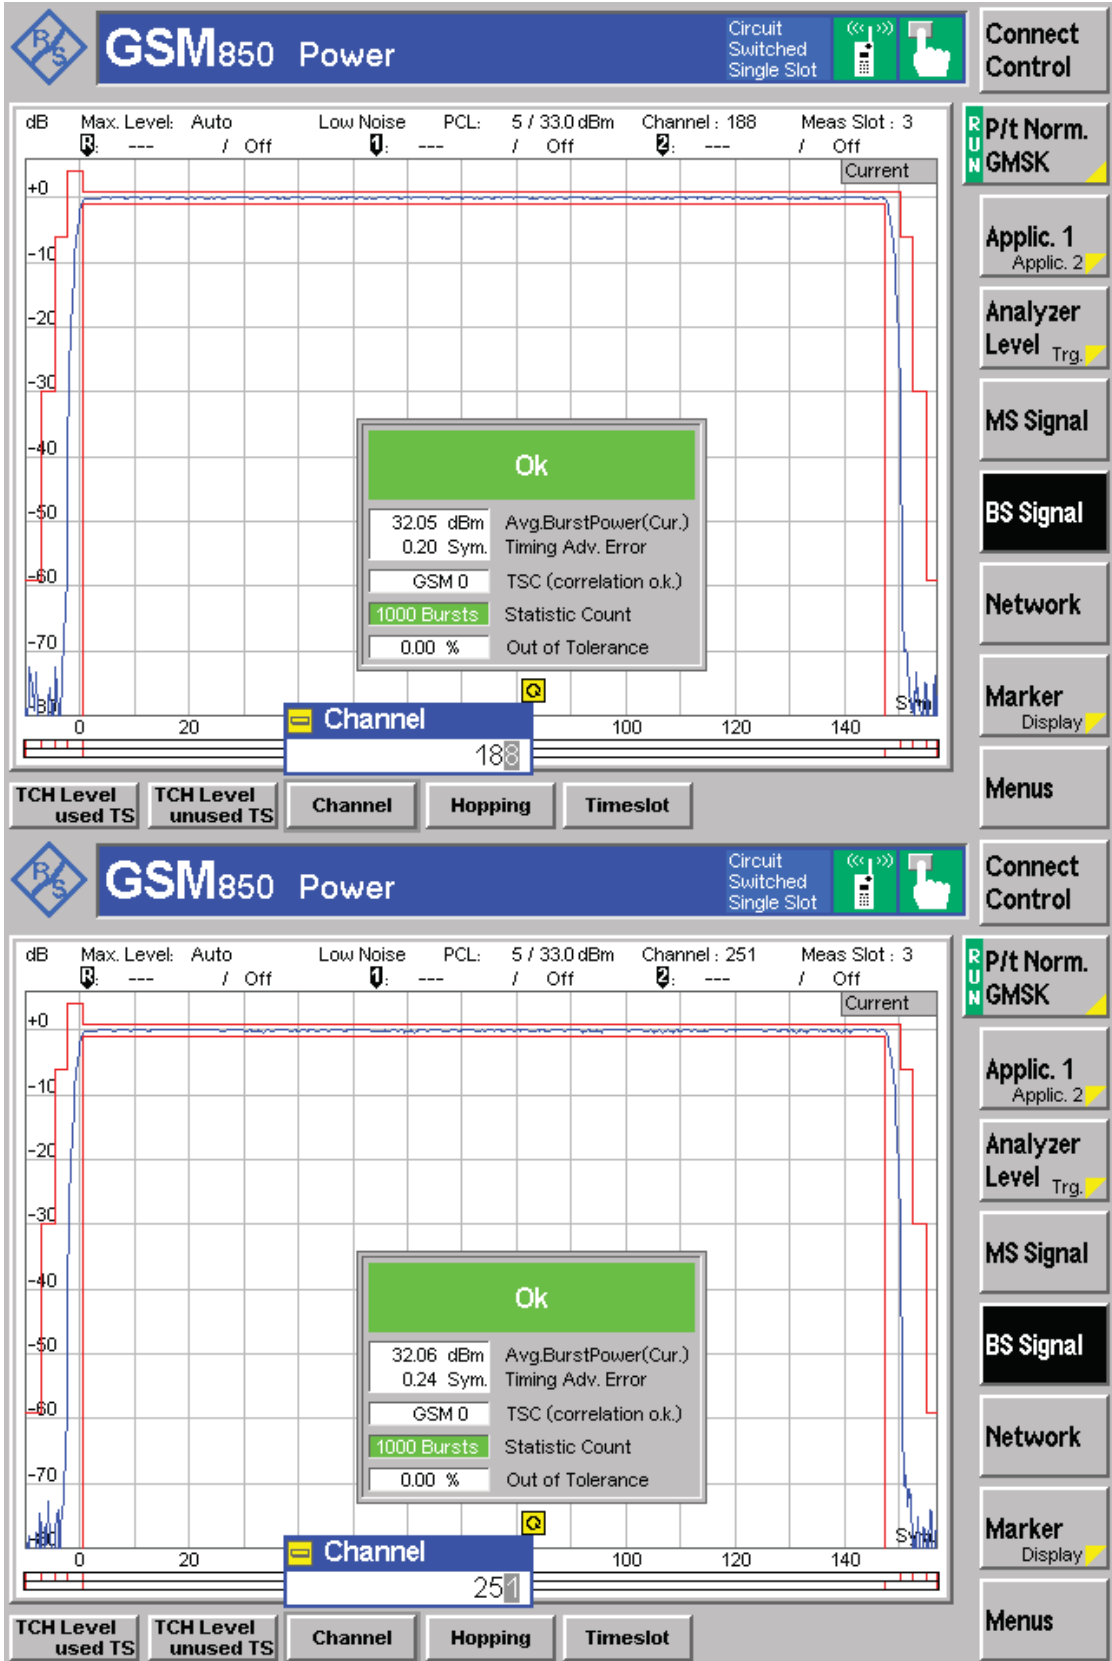 R/S GSM850 Power Circuit Switched Single Slot Connect Control
dB Max. Level: Auto Low Noise PCL: 5 / 33.0 dBm Channel : 188 Meas Slot : 3
R: --- / Off 1: --- / Off 2: --- / Off
RUN P/t Norm. GMSK
Current
+0
Applic. 1
Applic. 2
-10
Analyzer
Level Trg.
-20
-30
MS Signal
-40
Ok
BS Signal
-50
32.05 dBm Avg.BurstPower(Cur.)
0.20 Sym. Timing Adv. Error
-60
GSM 0 TSC (correlation o.k.)
1000 Bursts Statistic Count
Network
-70
0.00 % Out of Tolerance
Marker
Display
-80
Sym.
0 20 100 120 140
Channel
188
Menus
TCH Level used TS
TCH Level unused TS
Channel
Hopping
Timeslot
R/S GSM850 Power Circuit Switched Single Slot Connect Control
dB Max. Level: Auto Low Noise PCL: 5 / 33.0 dBm Channel : 251 Meas Slot : 3
R: --- / Off 1: --- / Off 2: --- / Off
RUN P/t Norm. GMSK
Current
+0
Applic. 1
Applic. 2
-10
Analyzer
Level Trg.
-20
-30
MS Signal
-40
Ok
BS Signal
-50
32.06 dBm Avg.BurstPower(Cur.)
0.24 Sym. Timing Adv. Error
-60
GSM 0 TSC (correlation o.k.)
1000 Bursts Statistic Count
Network
-70
0.00 % Out of Tolerance
Marker
Display
-80
Sym.
0 20 100 120 140
Channel
251
Menus
TCH Level used TS
TCH Level unused TS
Channel
Hopping
Timeslot